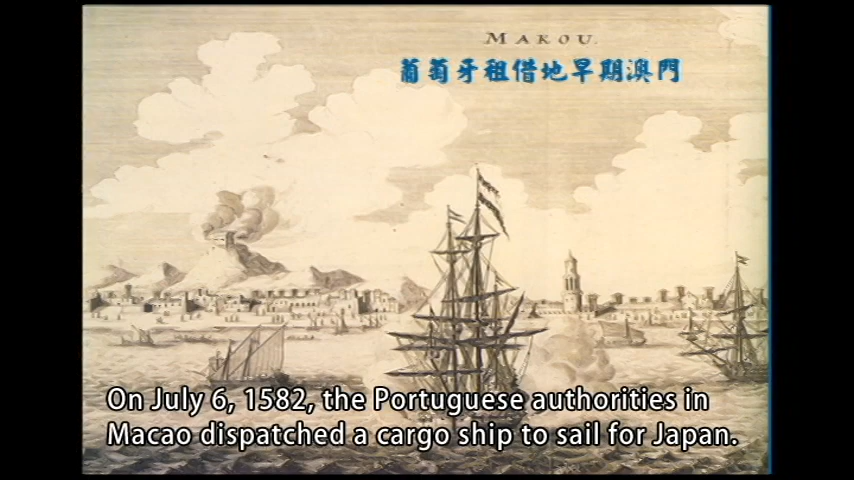 MAKOU.
葡萄牙租借地早期澳門
On July 6, 1582, the Portuguese authorities in
Macao dispatched a cargo ship to sail for Japan.